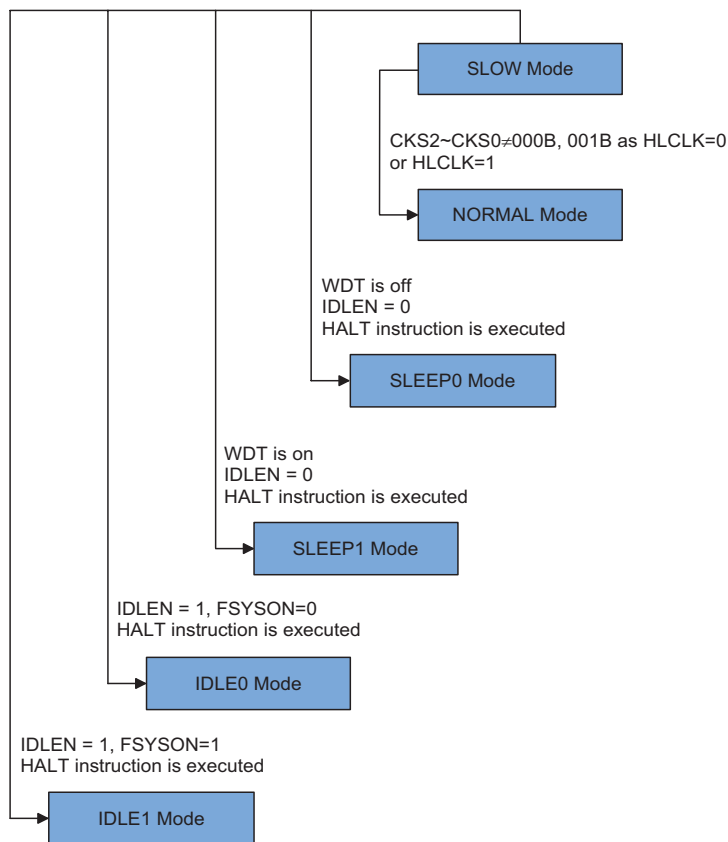 SLOW Mode
CKS2~CKS0≠000B, 001B as HLCLK=0
or HLCLK=1
NORMAL Mode
WDT is off
IDLEN = 0
HALT instruction is executed
SLEEP0 Mode
WDT is on
IDLEN = 0
HALT instruction is executed
SLEEP1 Mode
IDLEN = 1, FSYSON=0
HALT instruction is executed
IDLE0 Mode
IDLEN = 1, FSYSON=1
HALT instruction is executed
IDLE1 Mode